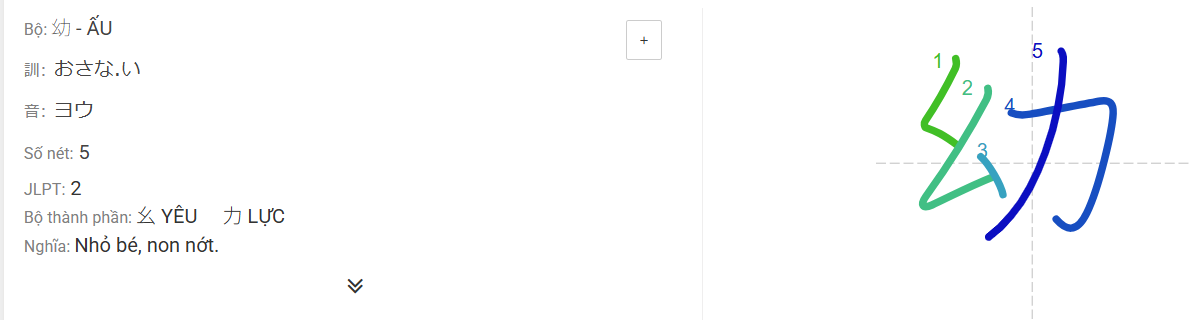 Bộ: 幼 - ẤU
+
訓: おさな.い
音: ヨウ
Số nét: 5
JLPT: 2
Bộ thành phần: 幺 YÊU 力 LỰC
Nghĩa: Nhỏ bé, non nớt.
1
2
3
4
5
幼